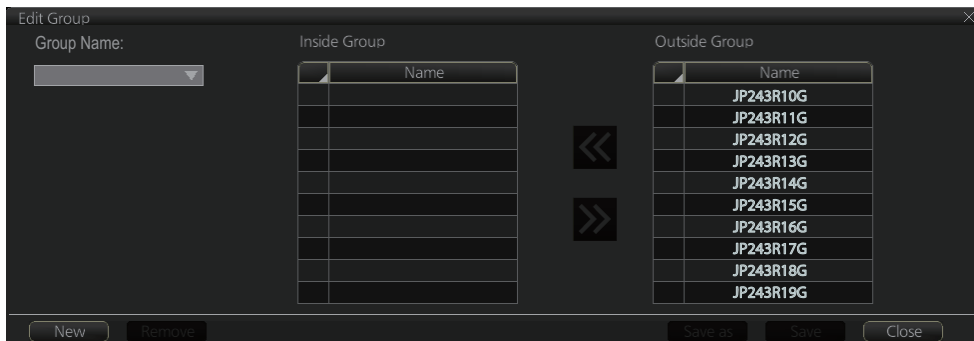 Edit Group
Group Name:
Inside Group
Outside Group
Name
Name
JP243R10G
JP243R11G
JP243R12G
JP243R13G
JP243R14G
JP243R15G
JP243R16G
JP243R17G
JP243R18G
JP243R19G
New
Remove
Save as
Save
Close